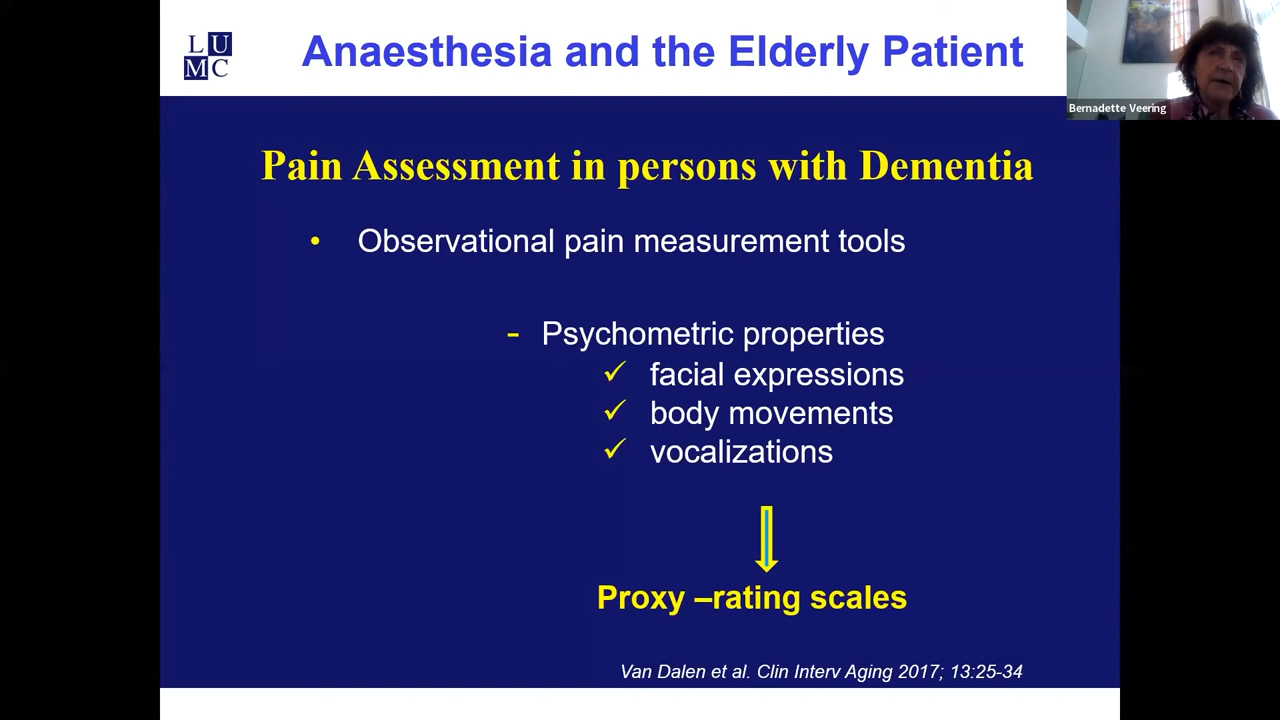 L U
M C
Anaesthesia and the Elderly Patient
Bernadette Veering
Pain Assessment in persons with Dementia
• Observational pain measurement tools
- Psychometric properties
✓ facial expressions
✓ body movements
✓ vocalizations
Proxy –rating scales
Van Dalen et al. Clin Interv Aging 2017; 13:25-34